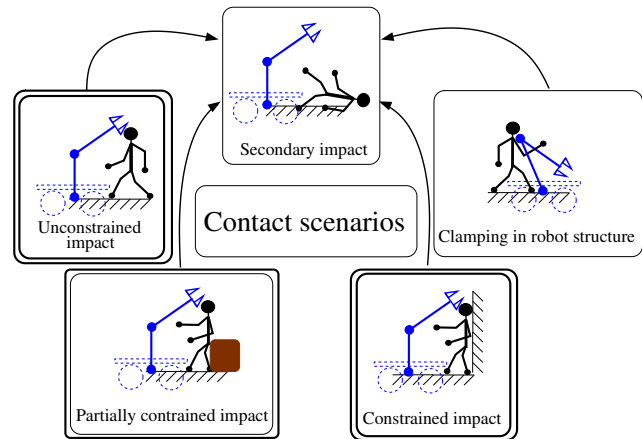 Secondary impact
Contact scenarios
Unconstrained
impact
Clamping in robot structure
Partially contrained impact
Constrained impact